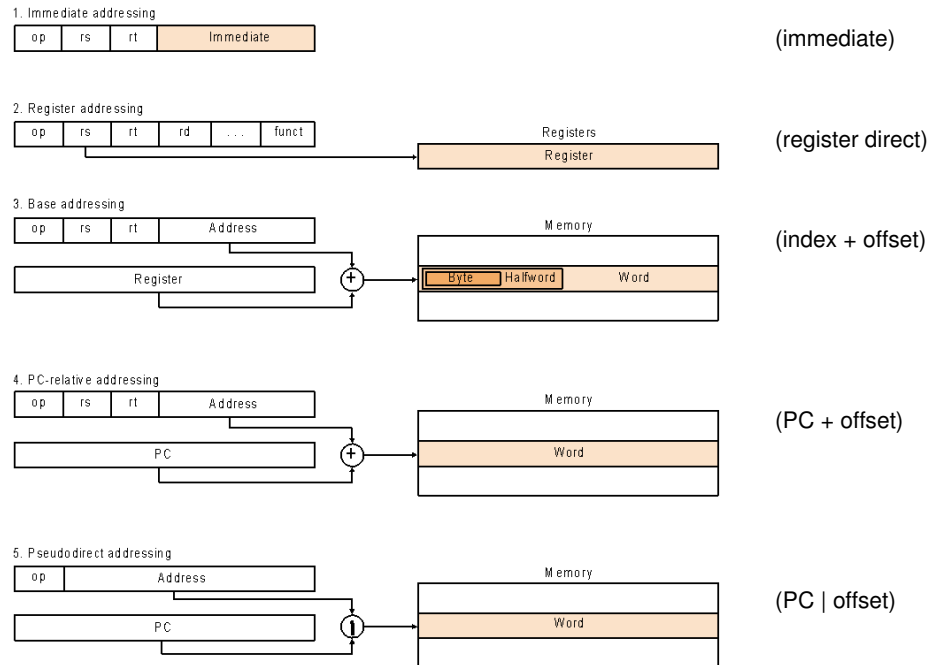 1. Immediate addressing
op rs rt Immediate
(immediate)
2. Register addressing
op rs rt rd ... funct
Registers
Register
(register direct)
3. Base addressing
op rs rt Address
Memory
Register
+
Byte Halfword Word
(index + offset)
4. PC-relative addressing
op rs rt Address
Memory
PC
+
Word
(PC + offset)
5. Pseudodirect addressing
op Address
Memory
PC
|
Word
(PC | offset)